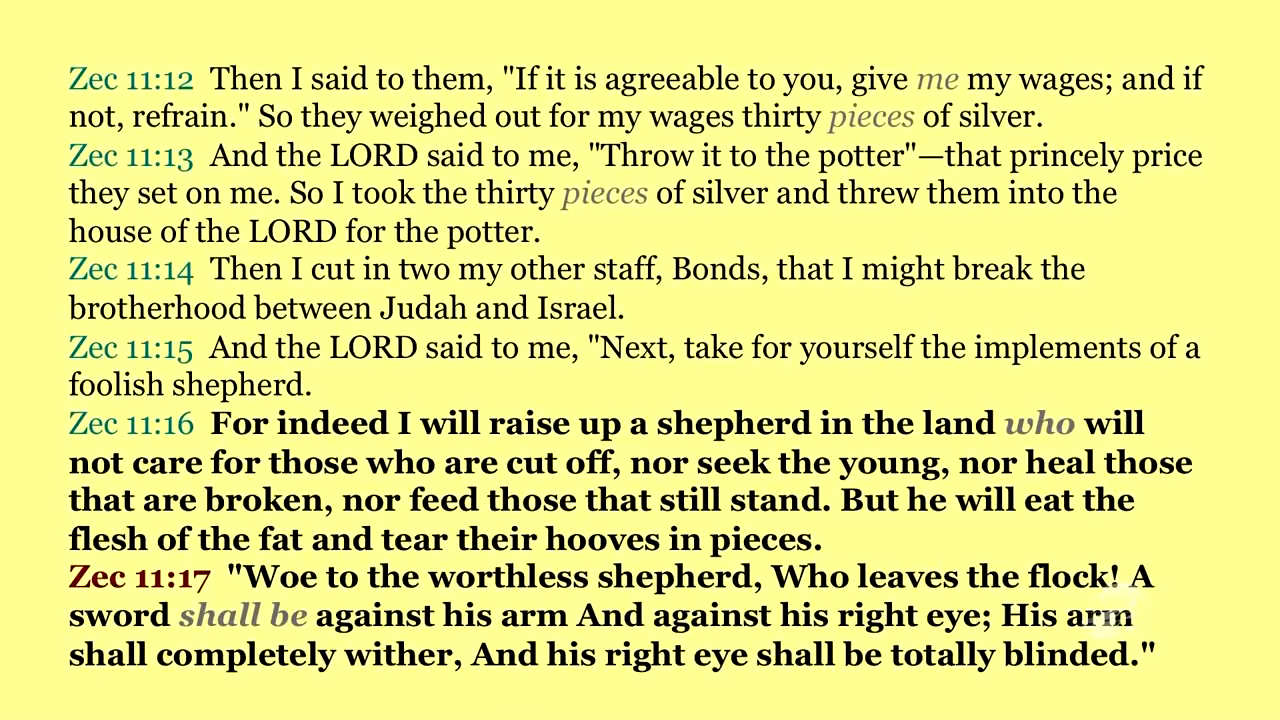 Zec 11:12  Then I said to them, "If it is agreeable to you, give me my wages; and if
not, refrain." So they weighed out for my wages thirty pieces of silver.
Zec 11:13  And the LORD said to me, "Throw it to the potter"—that princely price
they set on me. So I took the thirty pieces of silver and threw them into the
house of the LORD for the potter.
Zec 11:14  Then I cut in two my other staff, Bonds, that I might break the
brotherhood between Judah and Israel.
Zec 11:15  And the LORD said to me, "Next, take for yourself the implements of a
foolish shepherd.
Zec 11:16  For indeed I will raise up a shepherd in the land who will
not care for those who are cut off, nor seek the young, nor heal those
that are broken, nor feed those that still stand. But he will eat the
flesh of the fat and tear their hooves in pieces.
Zec 11:17  "Woe to the worthless shepherd, Who leaves the flock! A
sword shall be against his arm And against his right eye; His arm
shall completely wither, And his right eye shall be totally blinded."